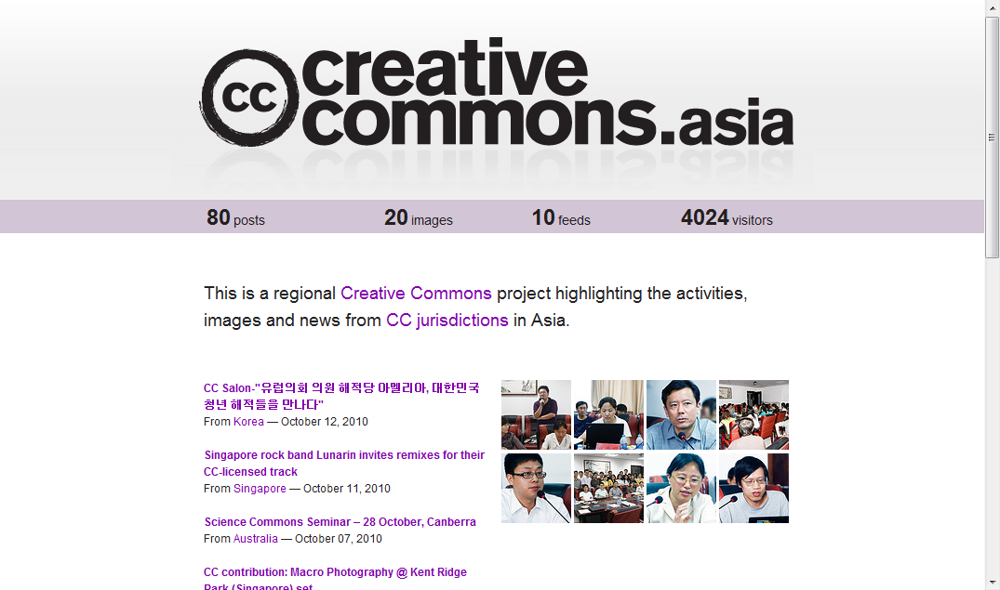 cc creative
commons.asia
80 posts 20 images 10 feeds 4024 visitors
This is a regional Creative Commons project highlighting the activities,
images and news from CC jurisdictions in Asia.
CC Salon-"유럽의회 의원 해적당 아멜리아, 대한민국
청년 해적들을 만나다"
From Korea — October 12, 2010
Singapore rock band Lunarin invites remixes for their
CC-licensed track
From Singapore — October 11, 2010
Science Commons Seminar – 28 October, Canberra
From Australia — October 07, 2010
CC contribution: Macro Photography @ Kent Ridge
Park (Singapore) set